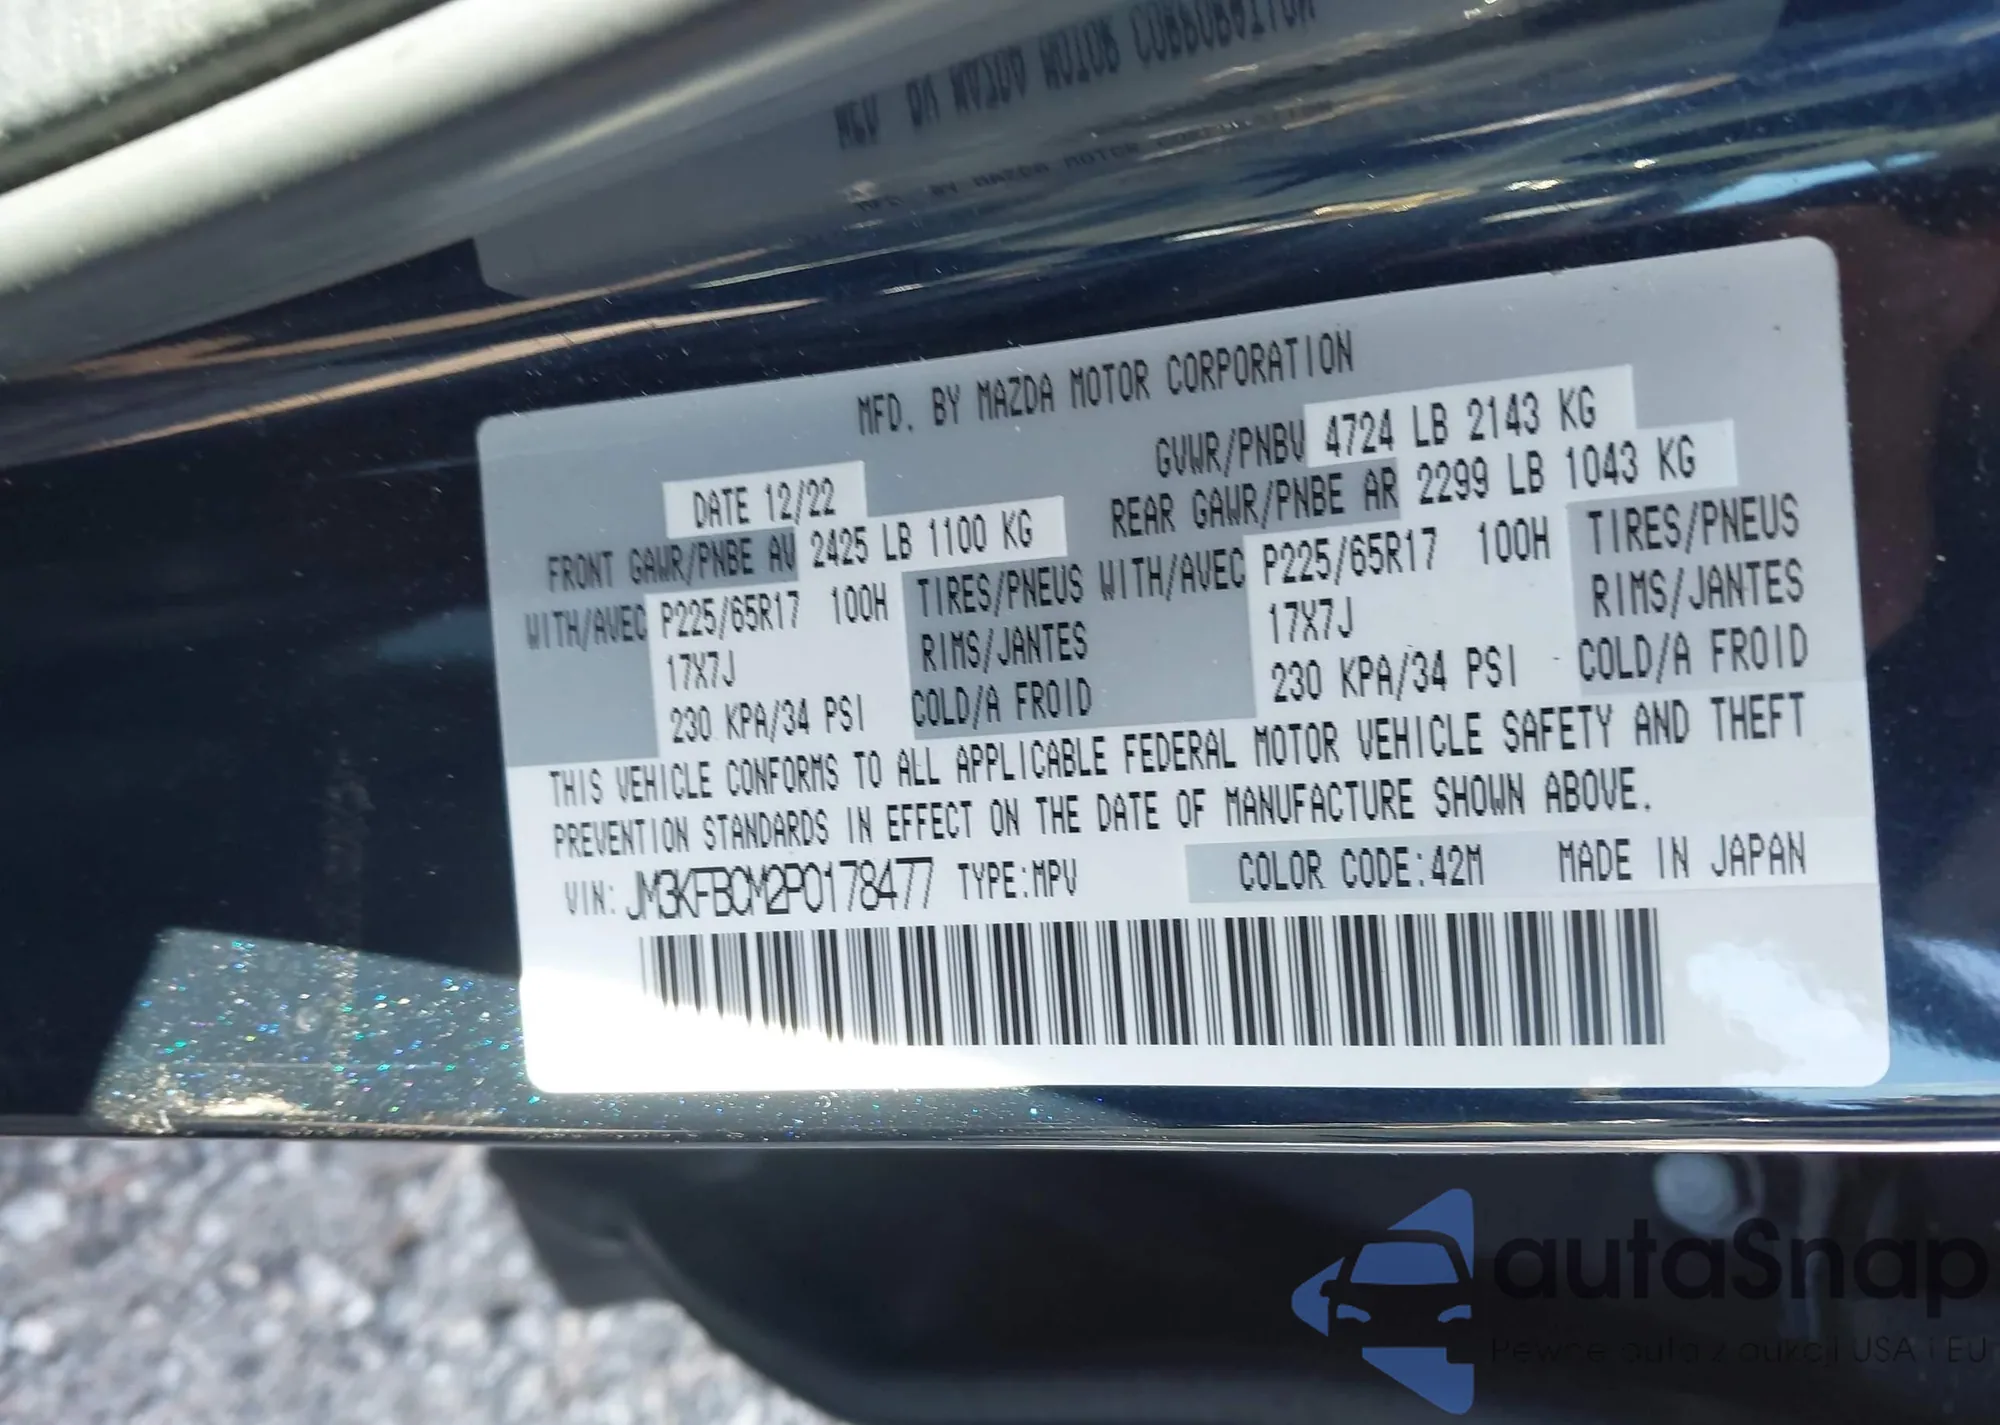 MFD. BY MAZDA MOTOR CORPORATION
DATE 12/22 GVWR/PNBV 4724 LB 2143 KG
FRONT GAWR/PNBE AV 2425 LB 1100 KG REAR GAWR/PNBE AR 2299 LB 1043 KG
WITH/AVEC P225/65R17 100H TIRES/PNEUS WITH/AVEC P225/65R17 100H TIRES/PNEUS
17X7J RIMS/JANTES 17X7J RIMS/JANTES
230 KPA/34 PSI COLD/A FROID 230 KPA/34 PSI COLD/A FROID
THIS VEHICLE CONFORMS TO ALL APPLICABLE FEDERAL MOTOR VEHICLE SAFETY AND THEFT
PREVENTION STANDARDS IN EFFECT ON THE DATE OF MANUFACTURE SHOWN ABOVE.
VIN: JM3KFBCM2P0178477 TYPE:MPV COLOR CODE:42M MADE IN JAPAN
autaSnap
Pewne auta z aukcji USA i EU